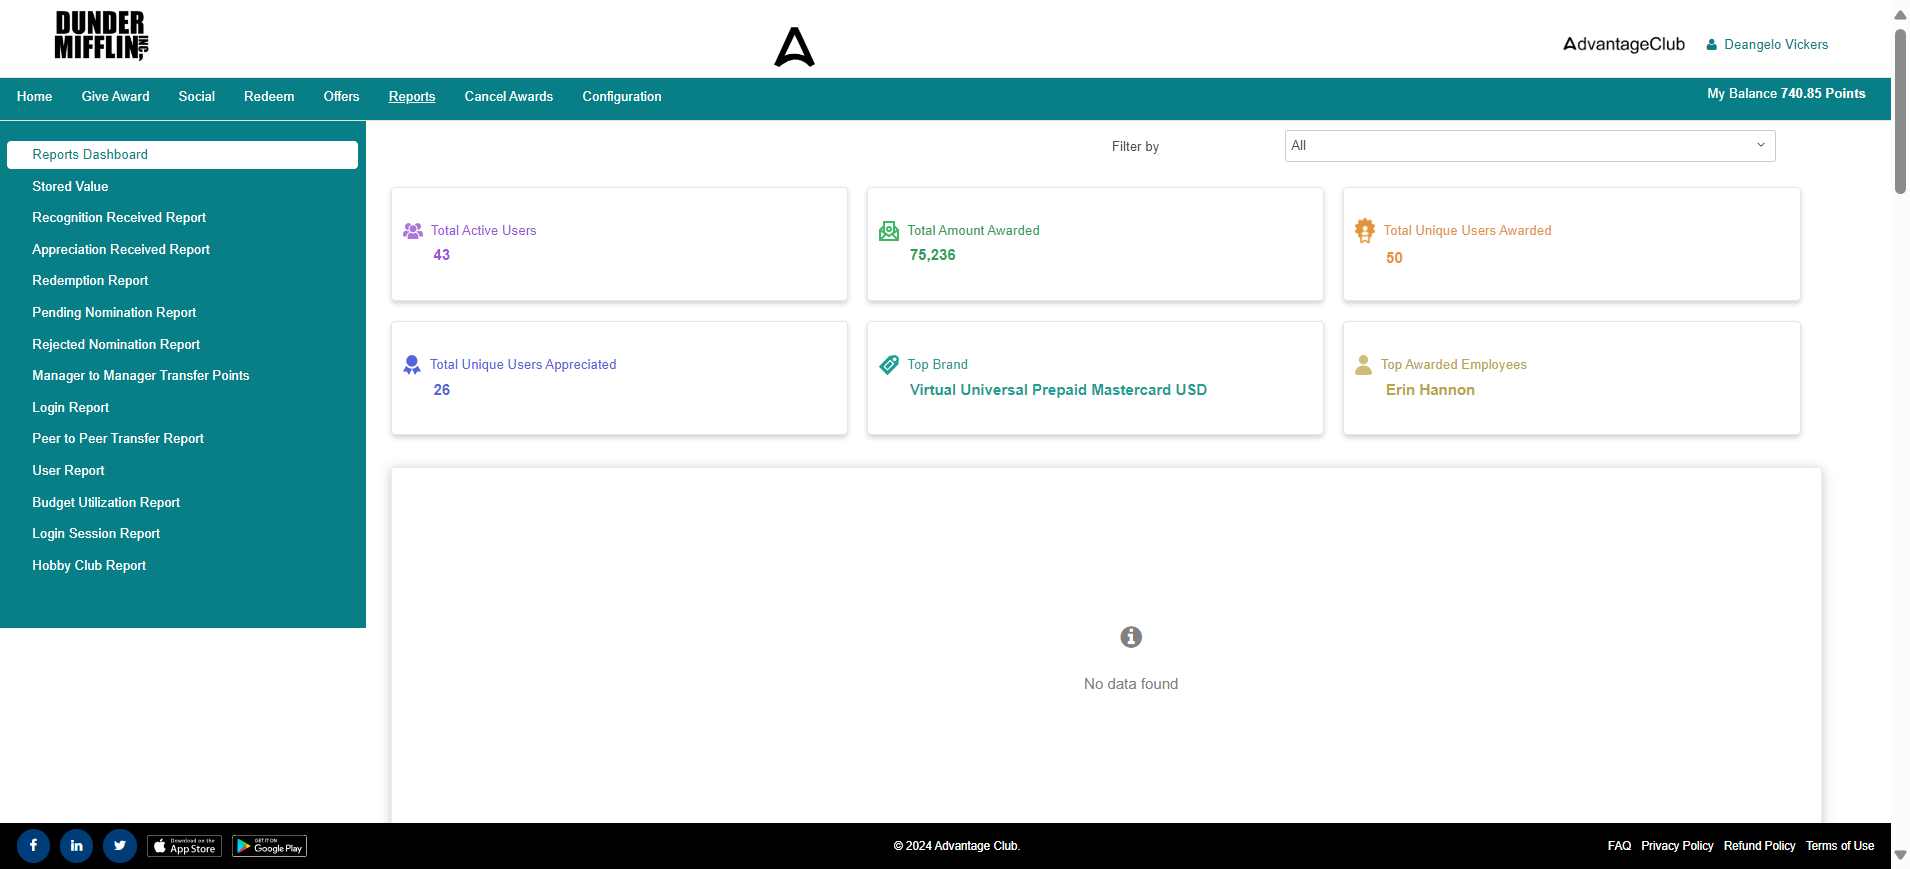 DUNDER
MIFFLIN, INC.
AdvantageClub
Deangelo Vickers
Home
Give Award
Social
Redeem
Offers
Reports
Cancel Awards
Configuration
My Balance 740.85 Points
Reports Dashboard
Stored Value
Recognition Received Report
Appreciation Received Report
Redemption Report
Pending Nomination Report
Rejected Nomination Report
Manager to Manager Transfer Points
Login Report
Peer to Peer Transfer Report
User Report
Budget Utilization Report
Login Session Report
Hobby Club Report
Filter by
All
Total Active Users
43
Total Amount Awarded
75,236
Total Unique Users Awarded
50
Total Unique Users Appreciated
26
Top Brand
Virtual Universal Prepaid Mastercard USD
Top Awarded Employees
Erin Hannon
No data found
Download on the
App Store
GET IT ON
Google Play
© 2024 Advantage Club.
FAQ
Privacy Policy
Refund Policy
Terms of Use